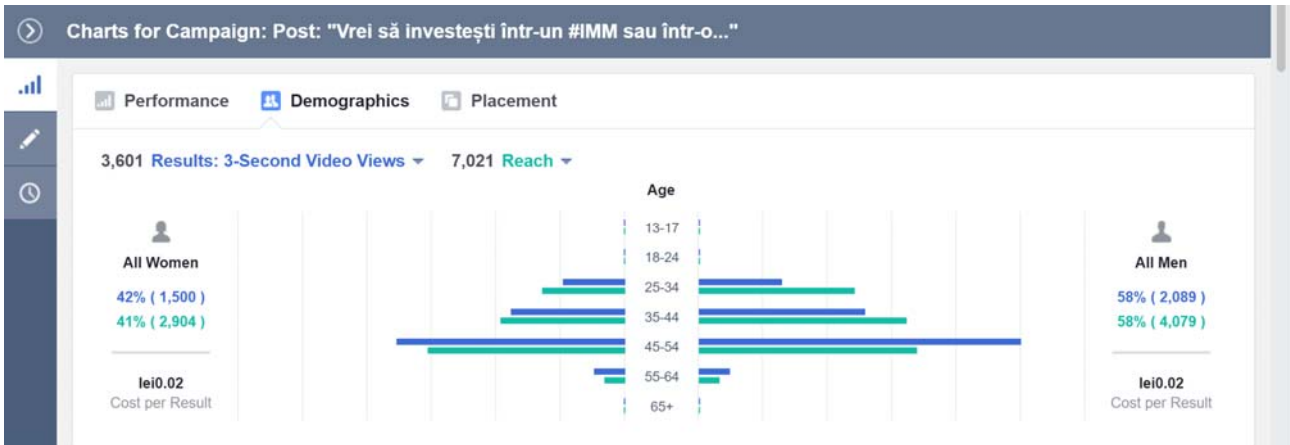 Charts for Campaign: Post: "Vrei să investești într-un #IMM sau într-o..."
Performance Demographics Placement
3,601 Results: 3-Second Video Views 7,021 Reach
Age
13-17
18-24
25-34
35-44
45-54
55-64
65+
All Women
42% ( 1,500 )
41% ( 2,904 )
lei0.02
Cost per Result
All Men
58% ( 2,089 )
58% ( 4,079 )
lei0.02
Cost per Result